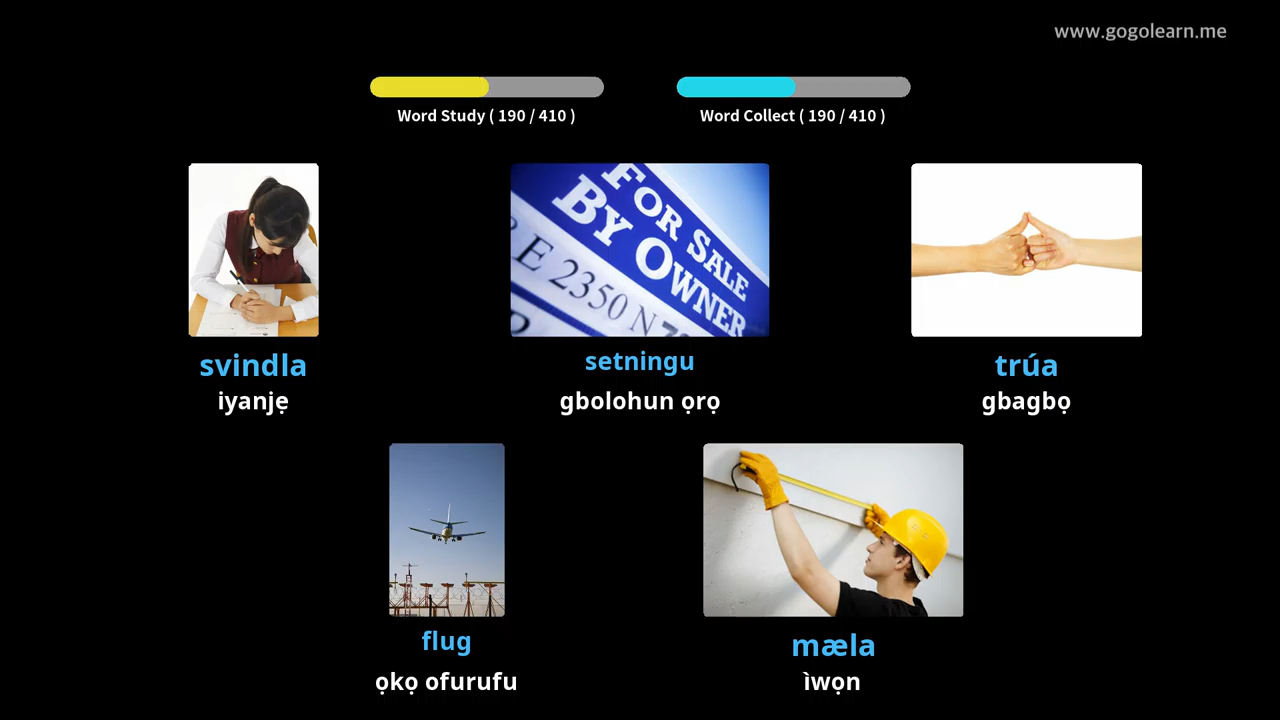 www.gogolearn.me
Word Study ( 190 / 410 )
Word Collect ( 190 / 410 )
FOR SALE
BY OWNER
E 2350 N
svindla
iyanjẹ
setningu
gbolohun ọrọ
trúa
gbagbọ
flug
ọkọ ofurufu
mæla
ìwọn